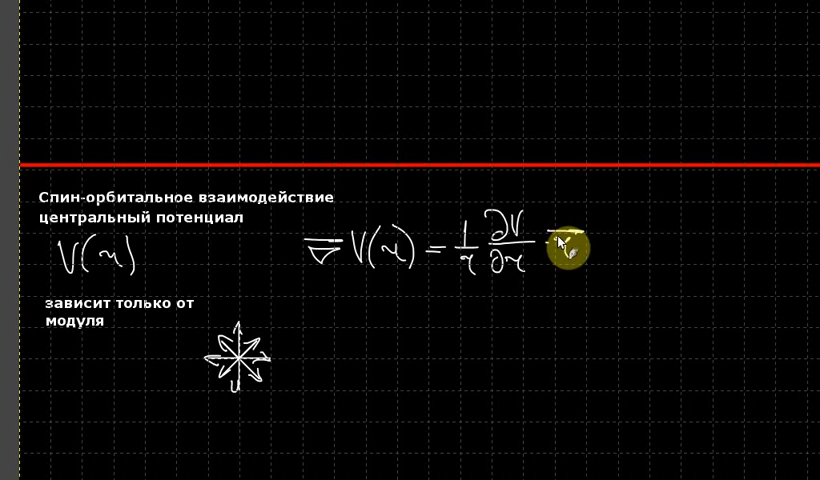 Спин-орбитальное взаимодействие
центральный потенциал
V(r) ∇̄ V(r) = 1/r ∂V/∂r r̄
зависит только от
модуля